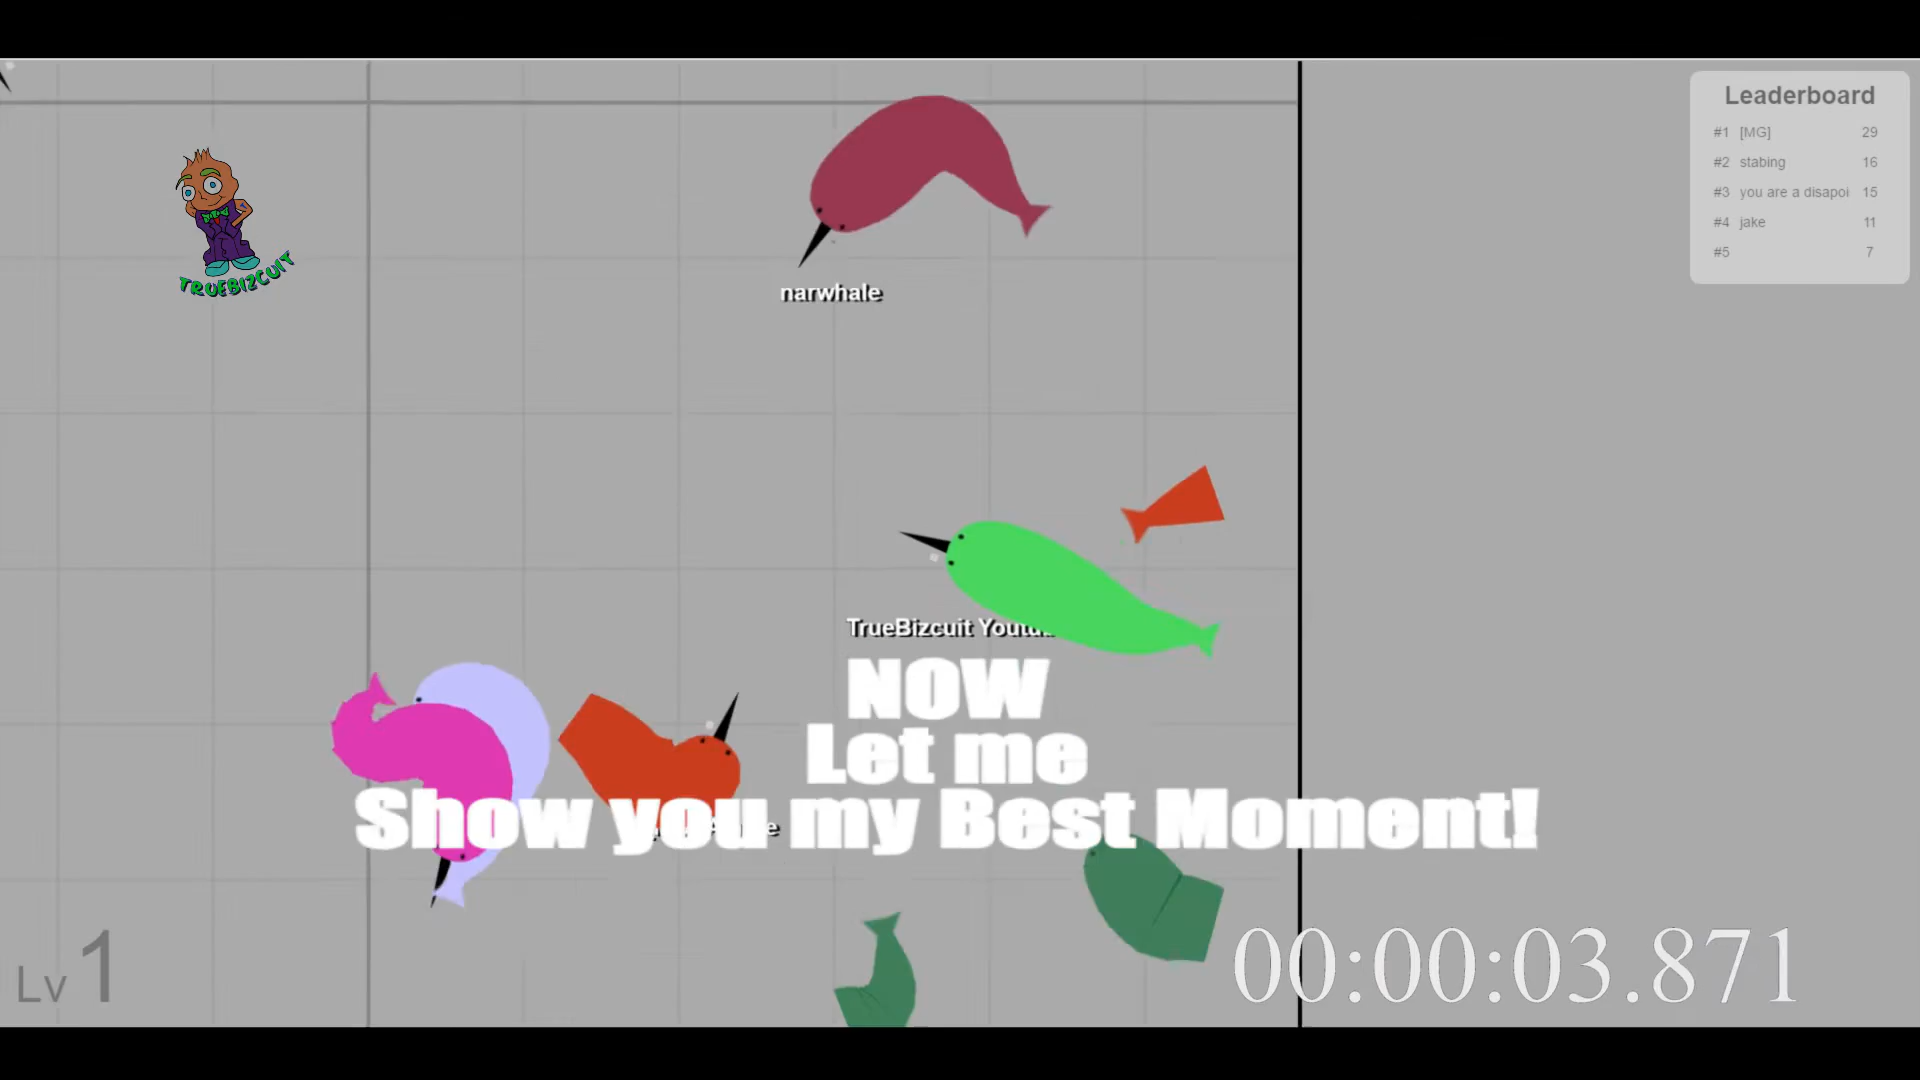 Leaderboard
#1 [MG] 29
#2 stabing 16
#3 you are a disapoi 15
#4 jake 11
#5 7
TRUEBIZCUIT
narwhale
TrueBizcuit
NOW
Let me
Show you my Best Moment!
Lv 1
00:00:03.871